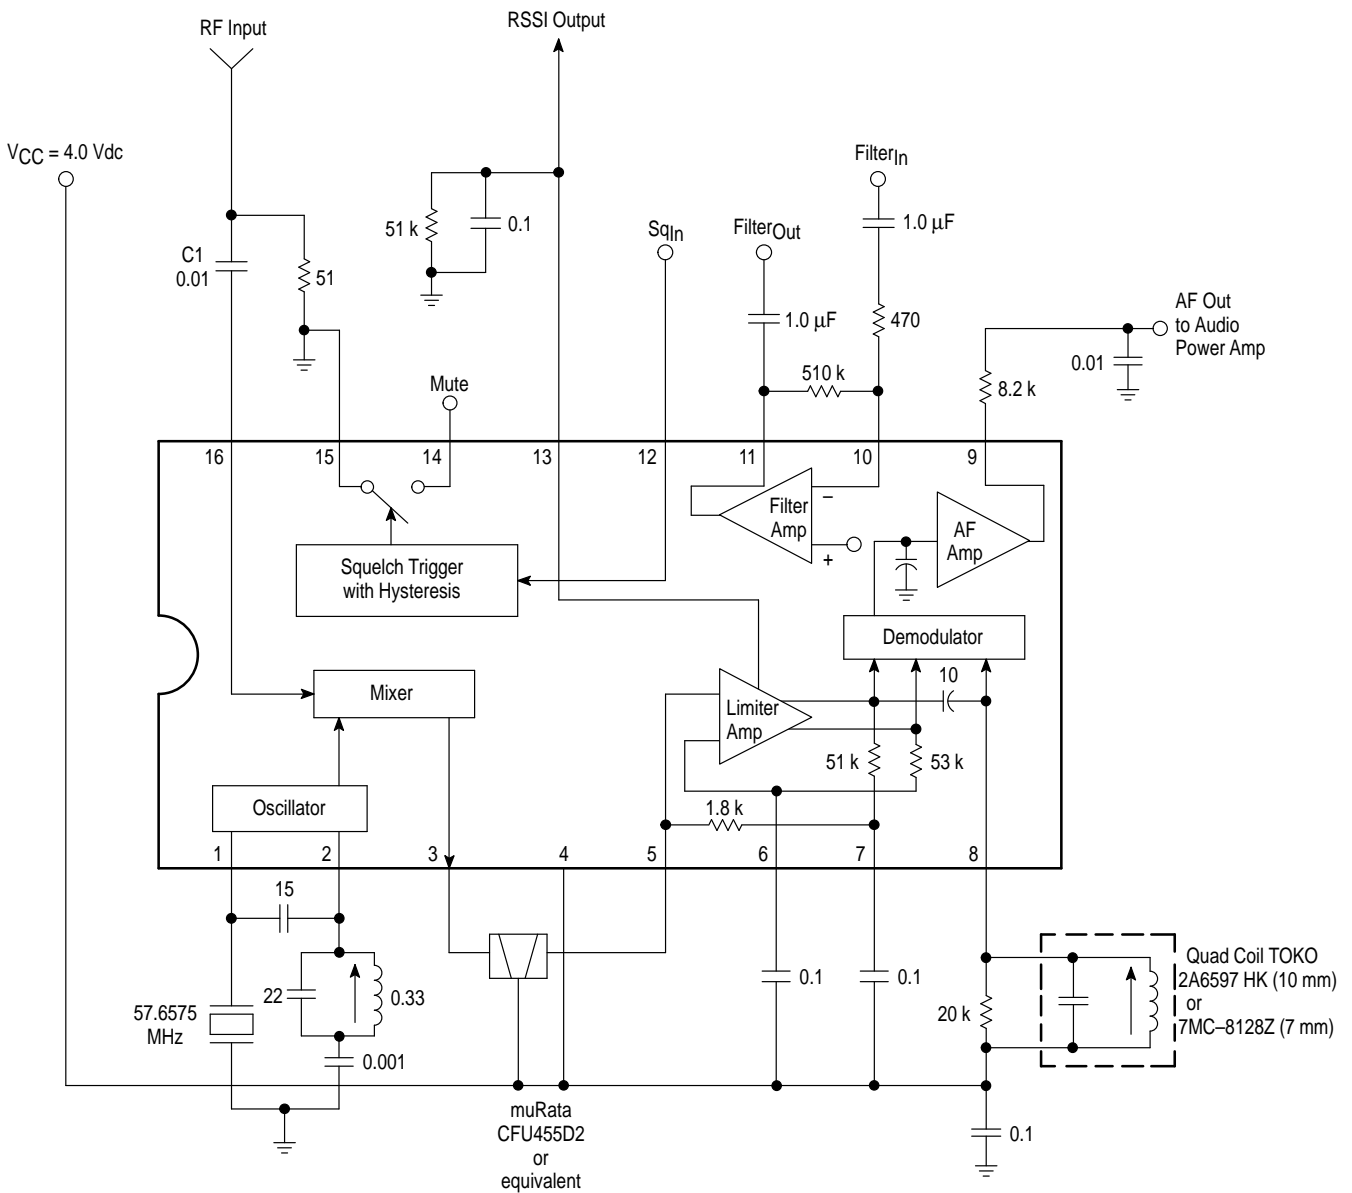 RF Input
RSSI Output
VCC = 4.0 Vdc
FilterIn
51 k
0.1
SqIn
FilterOut
1.0 µF
C1
0.01
51
1.0 µF
470
AF Out
to Audio
Power Amp
0.01
Mute
510 k
8.2 k
16
15
14
13
12
11
10
9
Filter
Amp
–
+
AF
Amp
Squelch Trigger
with Hysteresis
Demodulator
Mixer
10
Limiter
Amp
51 k
53 k
Oscillator
1.8 k
1
2
3
4
5
6
7
8
15
22
0.33
57.6575
MHz
0.001
0.1
0.1
20 k
Quad Coil TOKO
2A6597 HK (10 mm)
or
7MC–8128Z (7 mm)
muRata
CFU455D2
or
equivalent
0.1